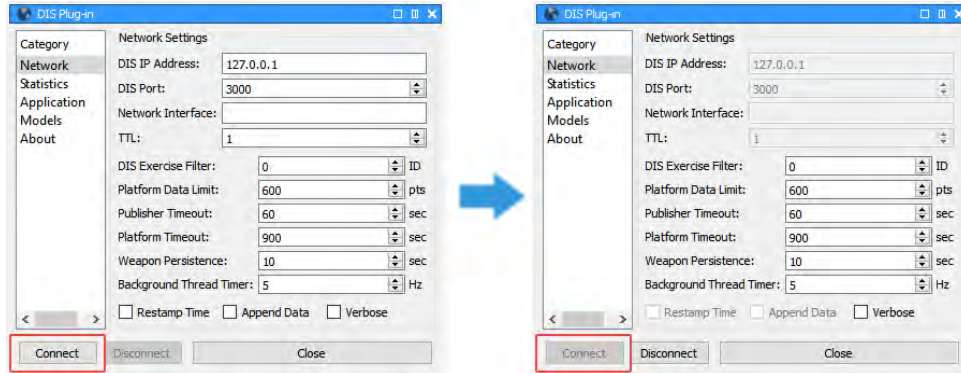 DIS Plug-in
Category
Network
Statistics
Application
Models
About
Network Settings
DIS IP Address: 127.0.0.1
DIS Port: 3000
Network Interface:
TTL: 1
DIS Exercise Filter: 0 ID
Platform Data Limit: 600 pts
Publisher Timeout: 60 sec
Platform Timeout: 900 sec
Weapon Persistence: 10 sec
Background Thread Timer: 5 Hz
Restamp Time Append Data Verbose
Connect Disconnect Close
DIS Plug-in
Category
Network
Statistics
Application
Models
About
Network Settings
DIS IP Address: 127.0.0.1
DIS Port: 3000
Network Interface:
TTL: 1
DIS Exercise Filter: 0 ID
Platform Data Limit: 600 pts
Publisher Timeout: 60 sec
Platform Timeout: 900 sec
Weapon Persistence: 10 sec
Background Thread Timer: 5 Hz
Restamp Time Append Data Verbose
Connect Disconnect Close